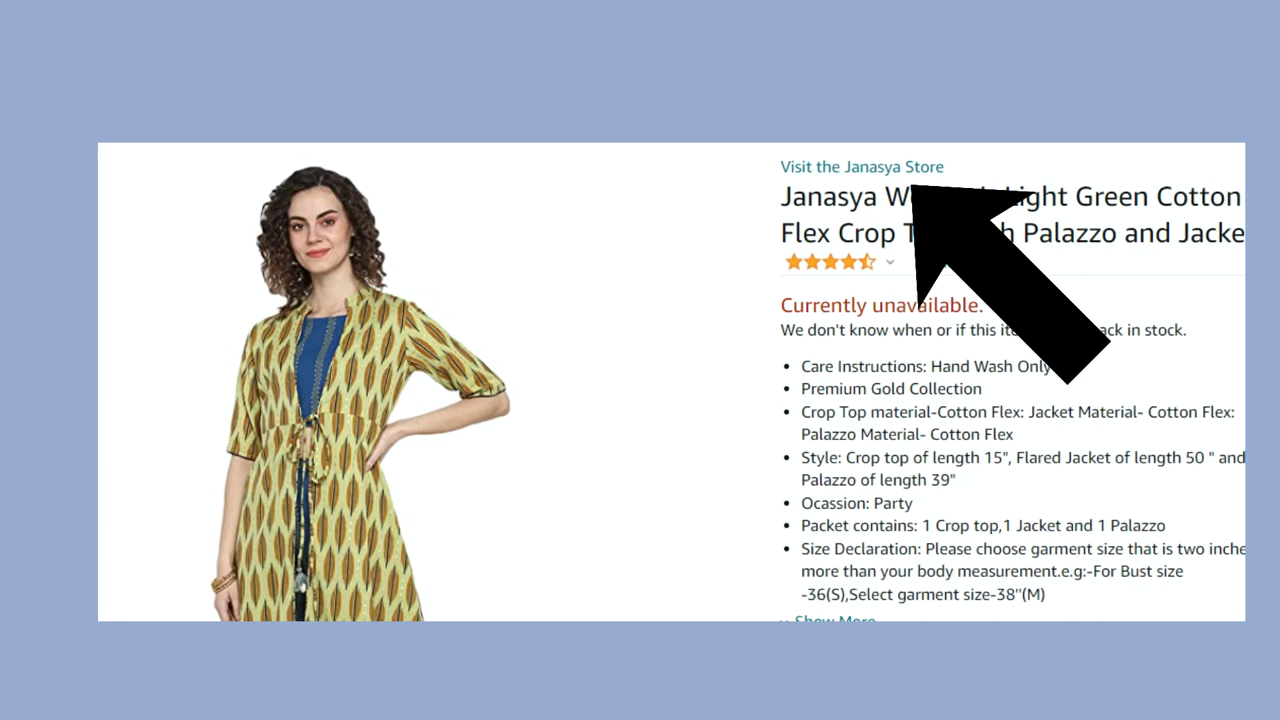 Visit the Janasya Store
Janasya Light Green Cotton
Flex Crop Palazzo and Jacke
Currently unavailable.
We don't know when or if this back in stock.
• Care Instructions: Hand Wash Only
• Premium Gold Collection
• Crop Top material-Cotton Flex: Jacket Material- Cotton Flex:
Palazzo Material- Cotton Flex
• Style: Crop top of length 15", Flared Jacket of length 50 " and
Palazzo of length 39"
• Ocassion: Party
• Packet contains: 1 Crop top,1 Jacket and 1 Palazzo
• Size Declaration: Please choose garment size that is two inche
more than your body measurement.e.g:-For Bust size
-36(S),Select garment size-38''(M)
Show More